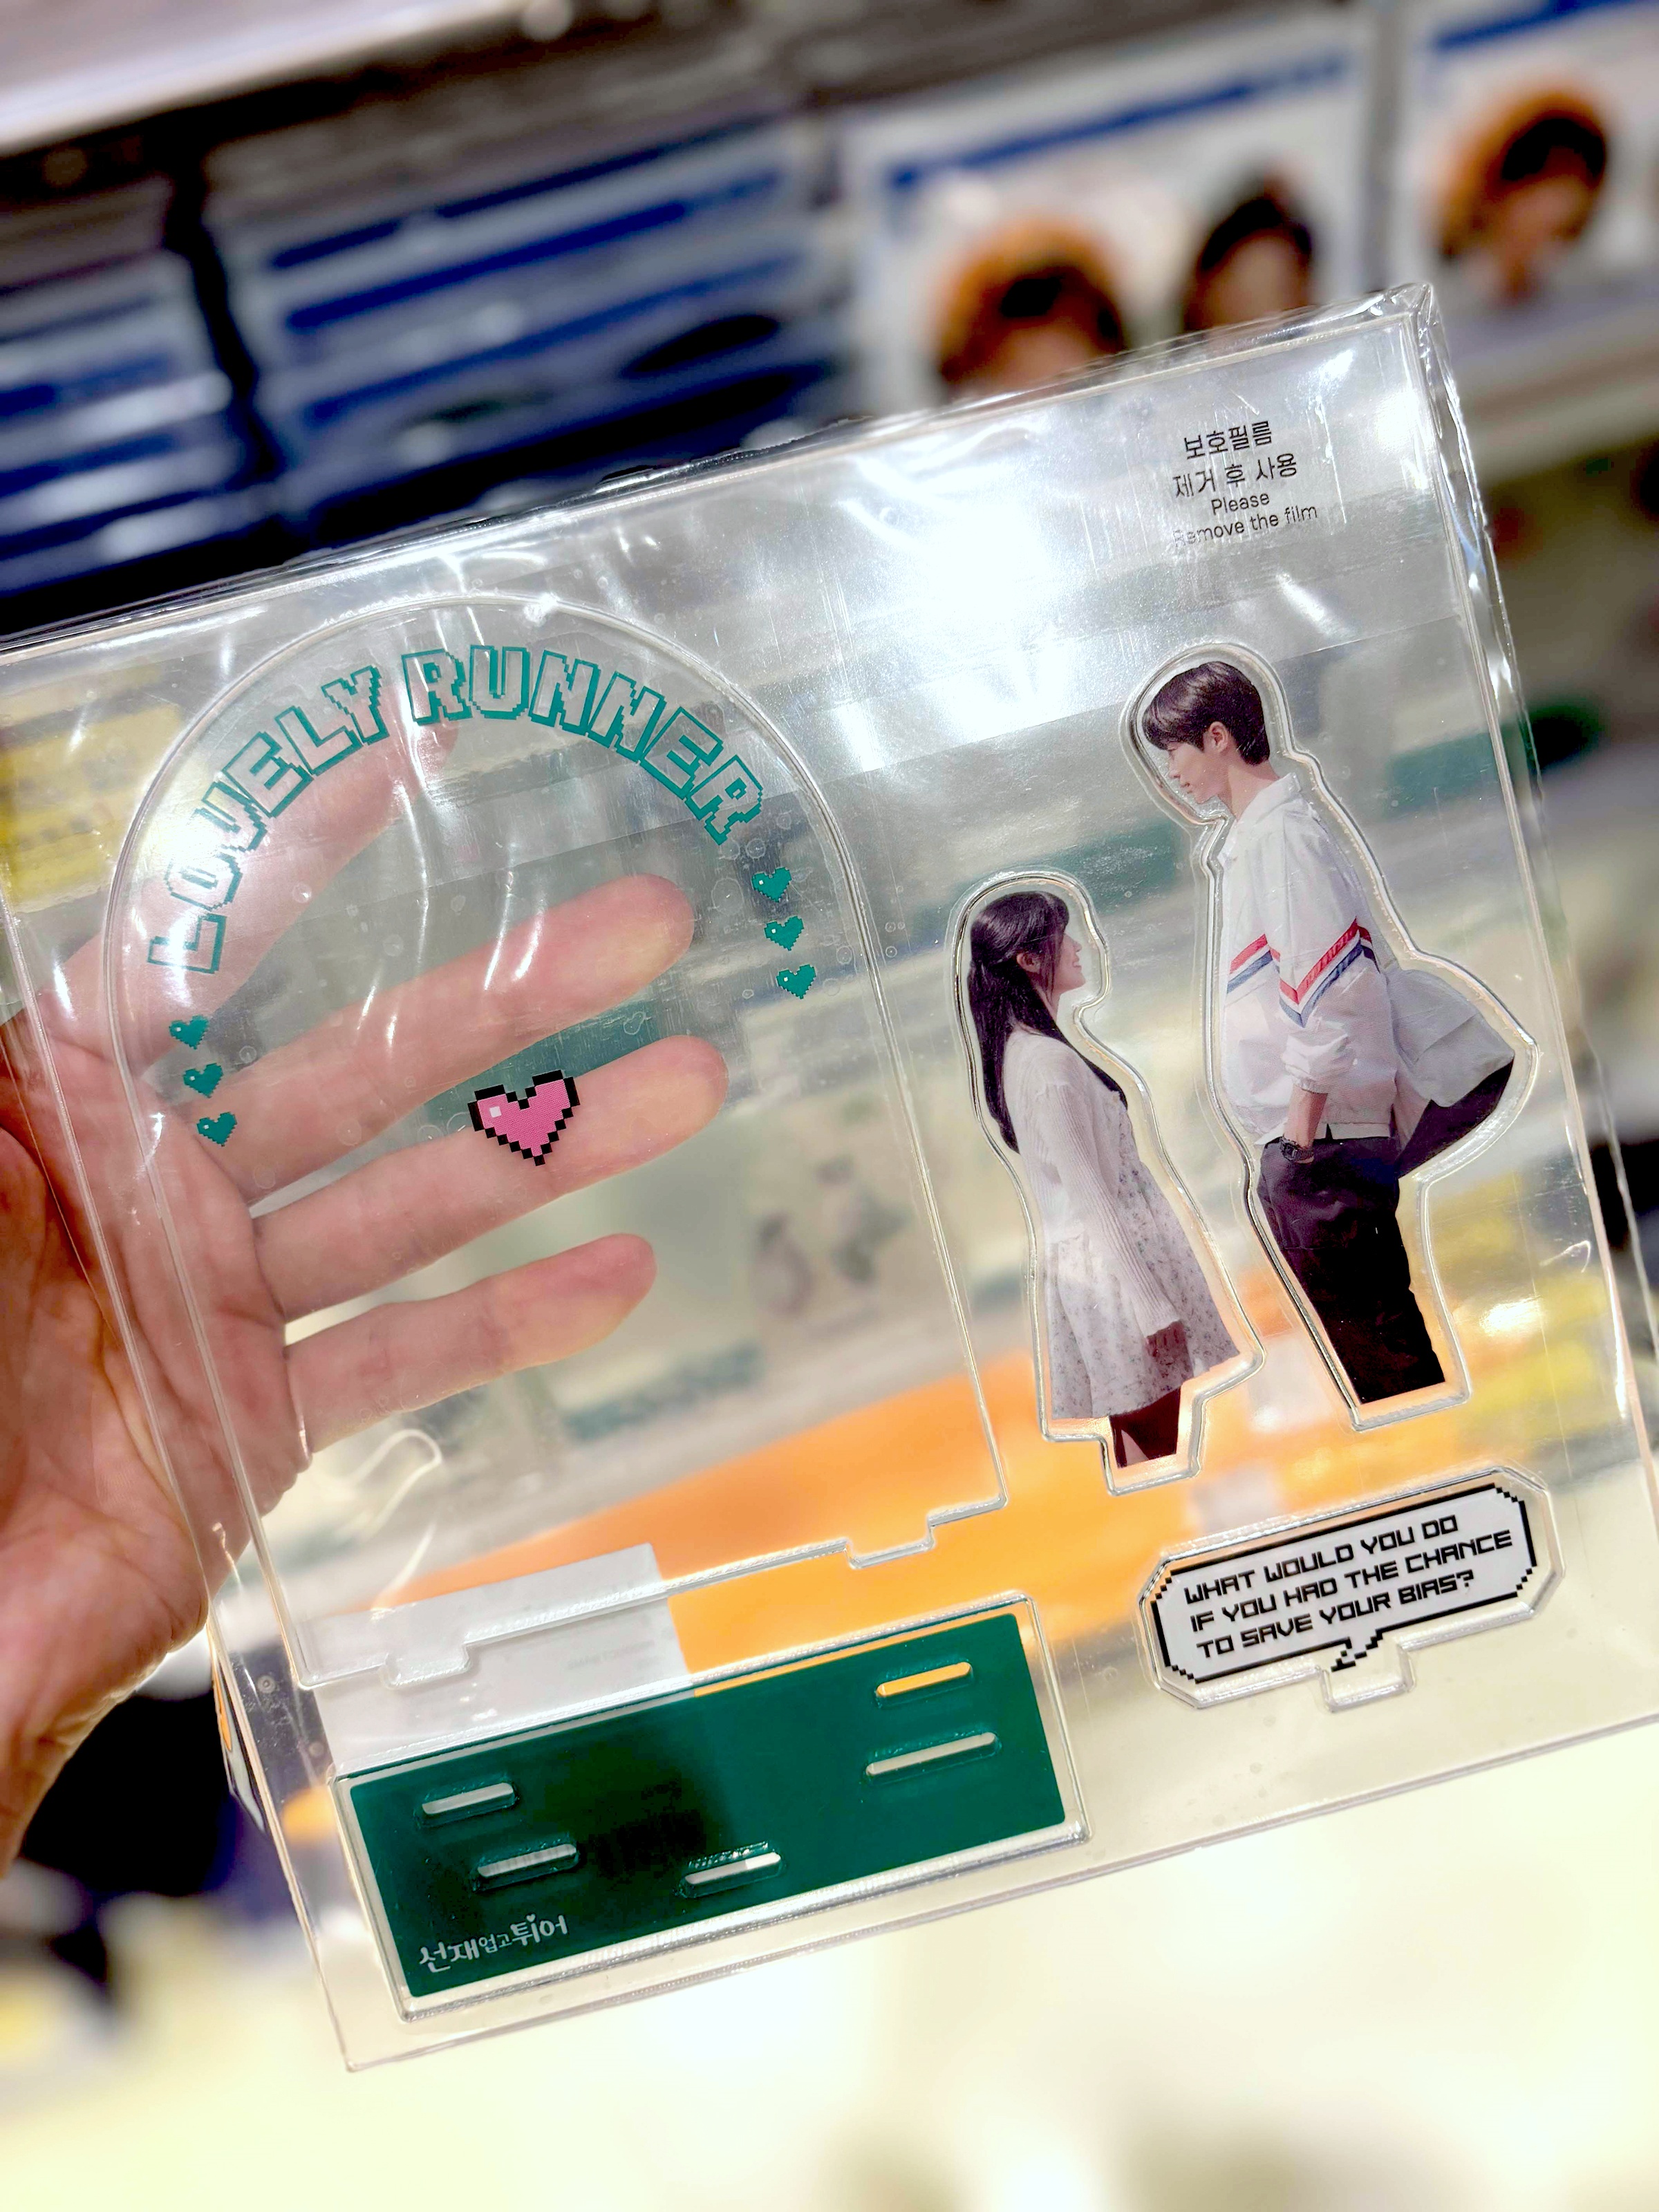 보호필름
제거 후 사용
Please
Remove the film
LOVELY RUNNER
WHAT WOULD YOU DO
IF YOU HAD THE CHANCE
TO SAVE YOUR BIAS?
선재업고튀어